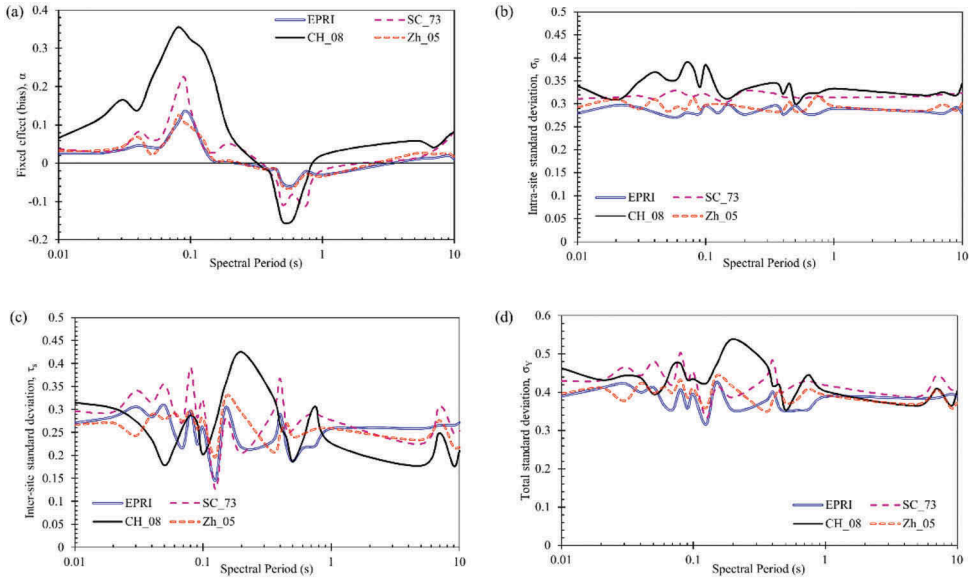 (a)
EPRI SC_73
CH_08 Zh_05
0.4
0.3
0.2
0.1
0
-0.1
-0.2
Fixed effect (bias), α
0.01 0.1 1 10
Spectral Period (s)
(b)
0.5
0.45
0.4
0.35
0.3
0.25
0.2
0.15
0.1
0.05
0
Intra-site standard deviation, σ0
EPRI SC_73
CH_08 Zh_05
0.01 0.1 1 10
Spectral Period (s)
(c)
0.5
0.45
0.4
0.35
0.3
0.25
0.2
0.15
0.1
0.05
0
Inter-site standard deviation, τs
EPRI SC_73
CH_08 Zh_05
0.01 0.1 1 10
Spectral Period (s)
(d)
0.6
0.5
0.4
0.3
0.2
0.1
0
Total standard deviation, σY
EPRI SC_73
CH_08 Zh_05
0.01 0.1 1 10
Spectral Period (s)